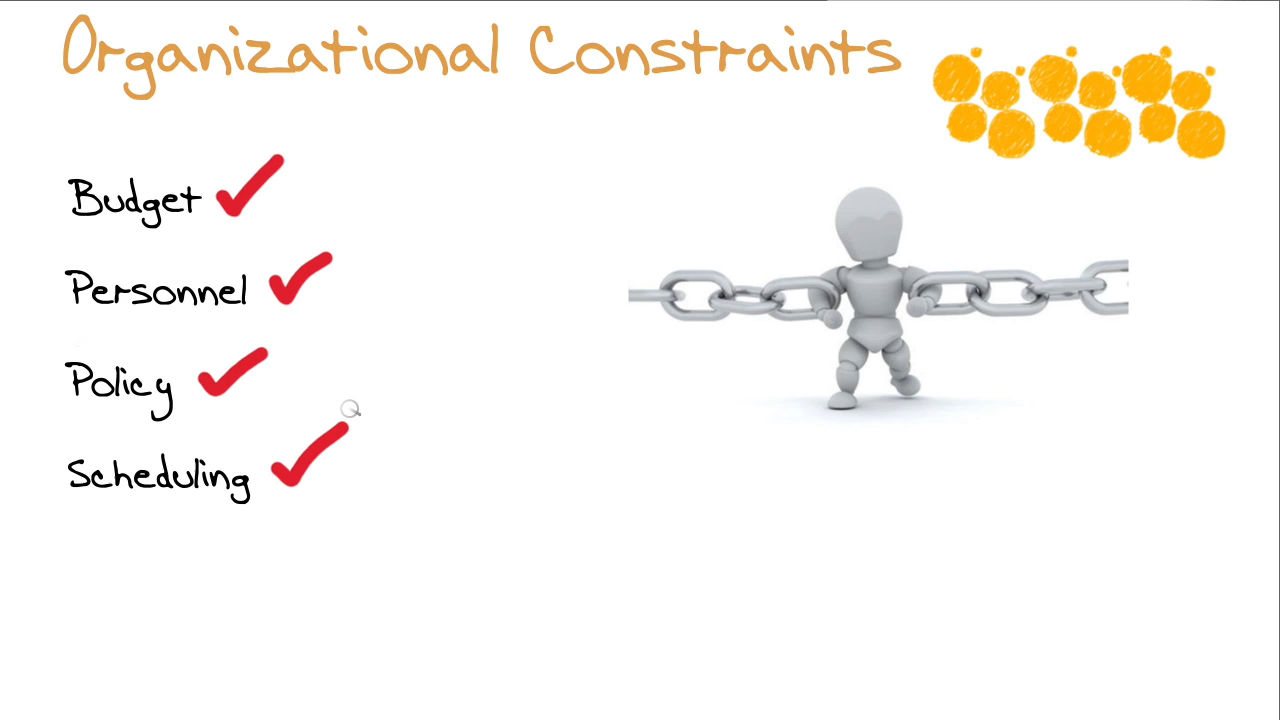 Organizational Constraints
Budget
Personnel
Policy
Scheduling